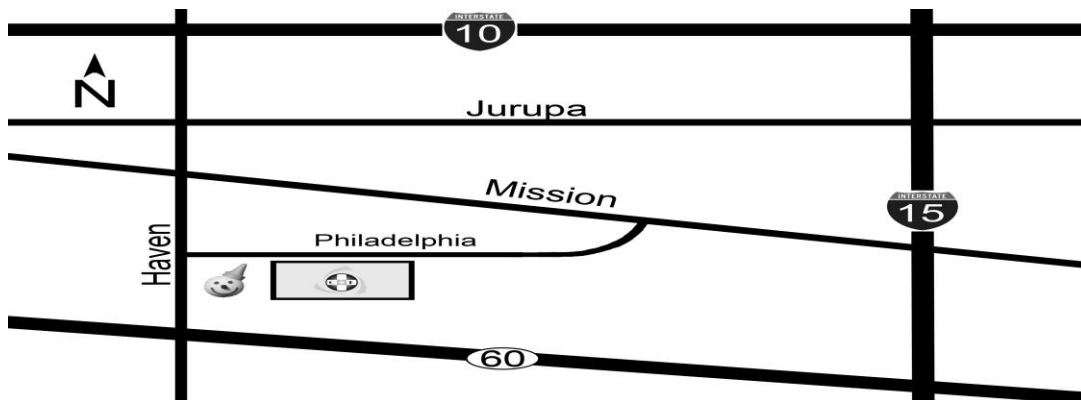 INTERSTATE
10
N
Jurupa
Mission
INTERSTATE
15
Philadelphia
Haven
60